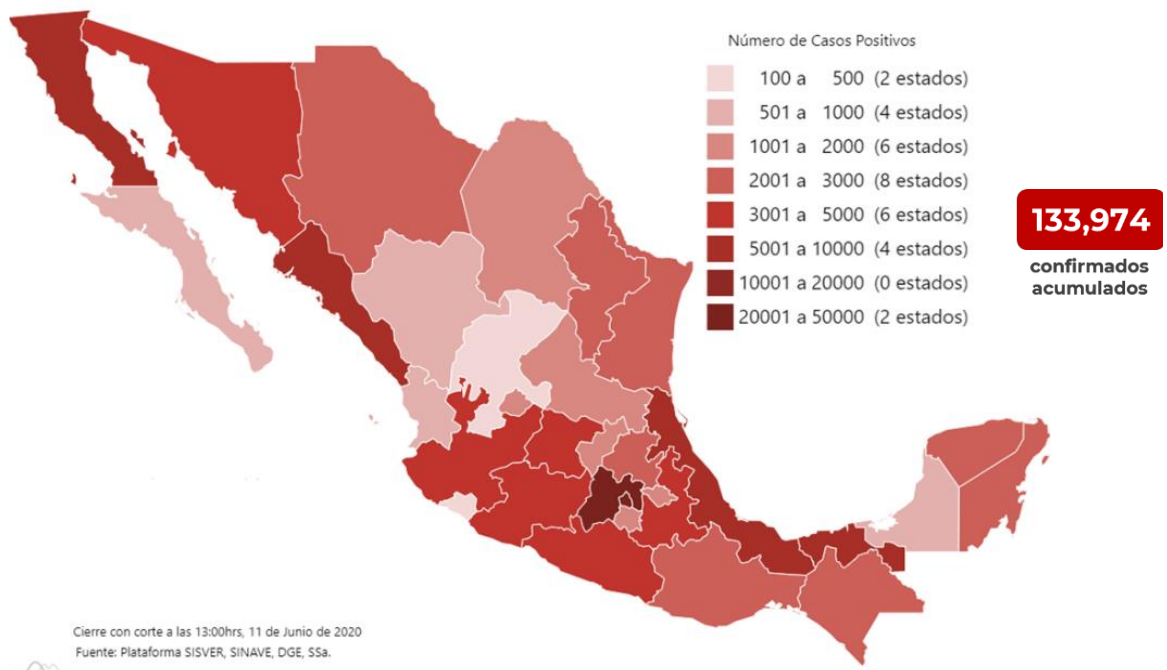 Número de Casos Positivos
100 a 500 (2 estados)
501 a 1000 (4 estados)
1001 a 2000 (6 estados)
2001 a 3000 (8 estados)
3001 a 5000 (6 estados)
5001 a 10000 (4 estados)
10001 a 20000 (0 estados)
20001 a 50000 (2 estados)
133,974
confirmados
acumulados
Cierre con corte a las 13:00hrs, 11 de Junio de 2020
Fuente: Plataforma SISVER, SINAVE, DGE, SSa.